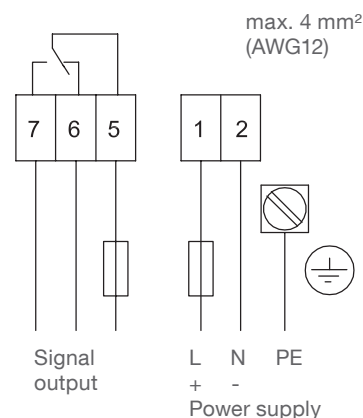 max. 4 mm²
(AWG12)
7 6 5 1 2
Signal output
L N PE
+ -
Power supply